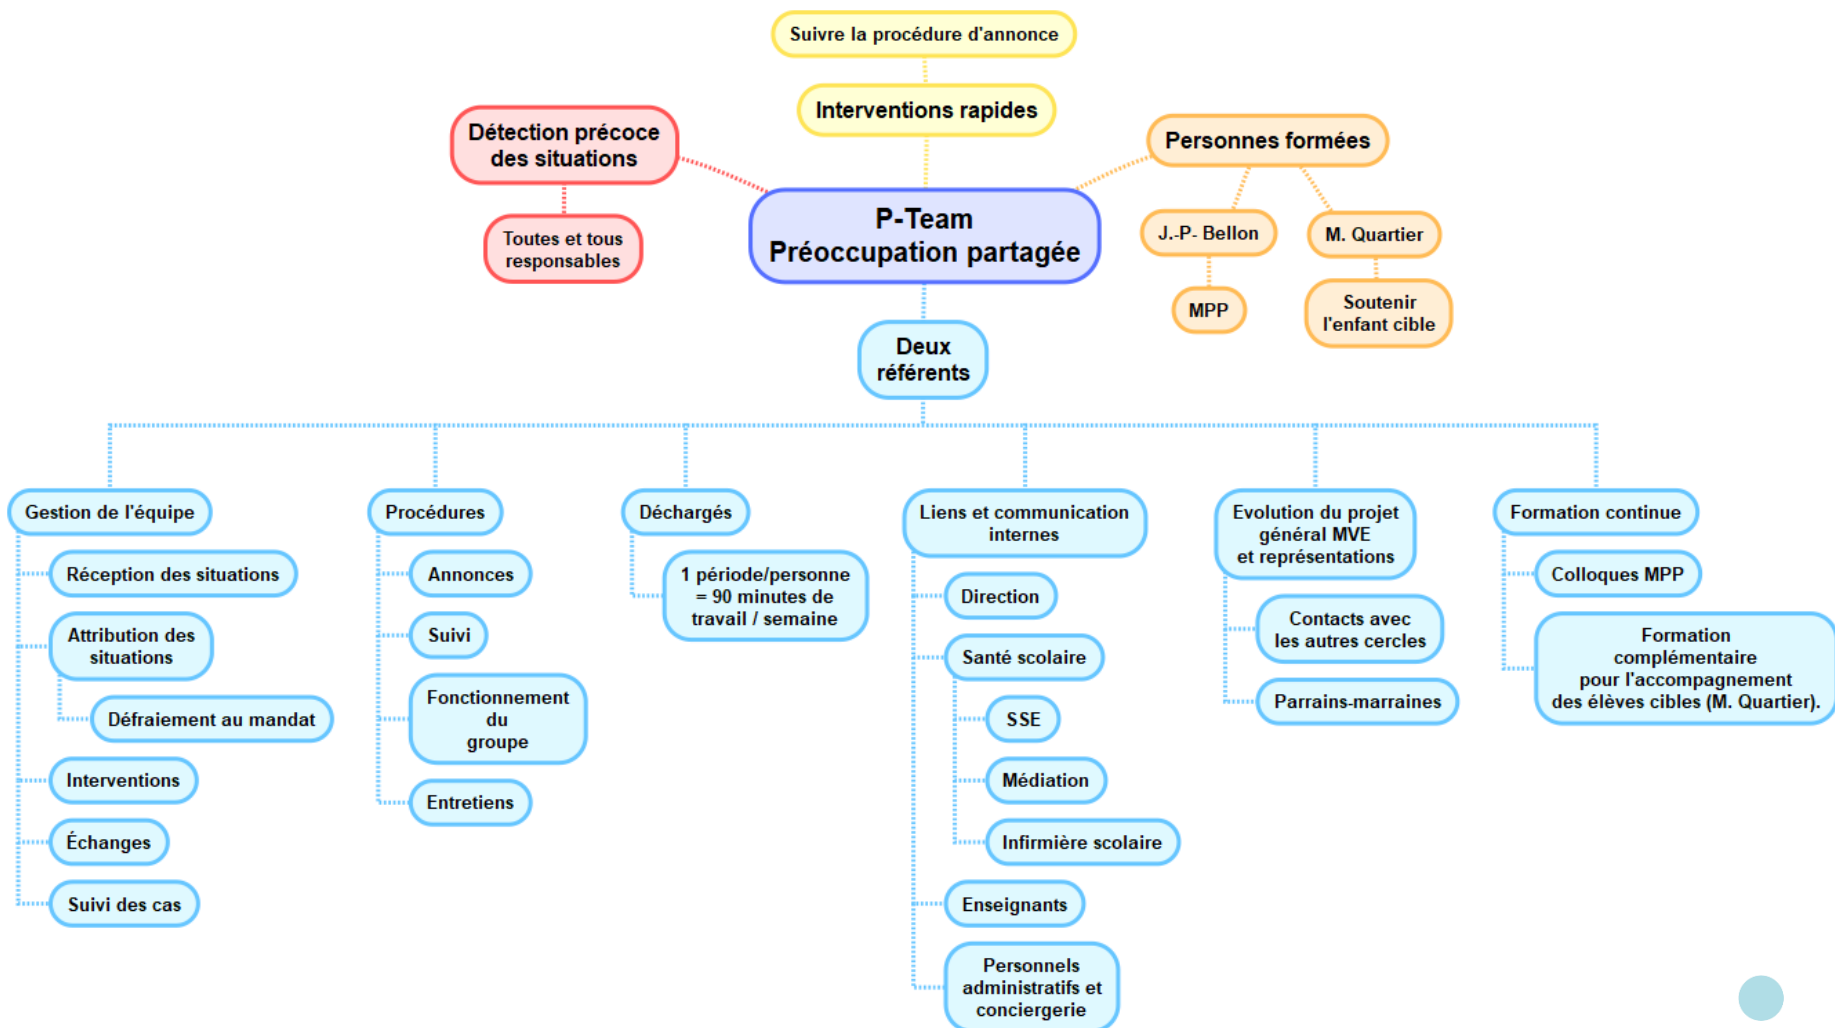 Suivre la procédure d'annonce
Interventions rapides
Détection précoce
des situations
Toutes et tous
responsables
Personnes formées
J.-P- Bellon
M. Quartier
MPP
Soutenir
l'enfant cible
P-Team
Préoccupation partagée
Deux
référents
Gestion de l'équipe
Réception des situations
Attribution des
situations
Défraiement au mandat
Interventions
Échanges
Suivi des cas
Procédures
Annonces
Suivi
Fonctionnement
du
groupe
Entretiens
Déchargés
1 période/personne
= 90 minutes de
travail / semaine
Liens et communication
internes
Direction
Santé scolaire
SSE
Médiation
Infirmière scolaire
Enseignants
Personnels
administratifs et
conciergerie
Evolution du projet
général MVE
et représentations
Contacts avec
les autres cercles
Parrains-marraines
Formation continue
Colloques MPP
Formation
complémentaire
pour l'accompagnement
des élèves cibles (M. Quartier).